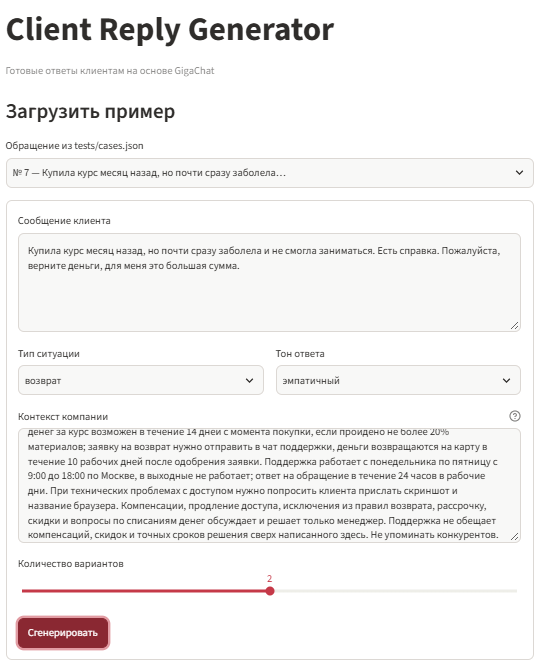 Client Reply Generator
Готовые ответы клиентам на основе GigaChat
Загрузить пример
Обращение из tests/cases.json
№ 7 — Купила курс месяц назад, но почти сразу заболела…
Сообщение клиента
Купила курс месяц назад, но почти сразу заболела и не смогла заниматься. Есть справка. Пожалуйста,
верните деньги, для меня это большая сумма.
Тип ситуации
Тон ответа
возврат
эмпатичный
Контекст компании
денег за курс возможен в течение 14 дней с момента покупки, если пройдено не более 20%
материалов; заявку на возврат нужно отправить в чат поддержки, деньги возвращаются на карту в
течение 10 рабочих дней после одобрения заявки. Поддержка работает с понедельника по пятницу с
9:00 до 18:00 по Москве, в выходные не работает; ответ на обращение в течение 24 часов в рабочие
дни. При технических проблемах с доступом нужно попросить клиента прислать скриншот и
название браузера. Компенсации, продление доступа, исключения из правил возврата, рассрочку,
скидки и вопросы по списаниям денег обсуждает и решает только менеджер. Поддержка не обещает
компенсаций, скидок и точных сроков решения сверх написанного здесь. Не упоминать конкурентов.
Количество вариантов
2
Сгенерировать